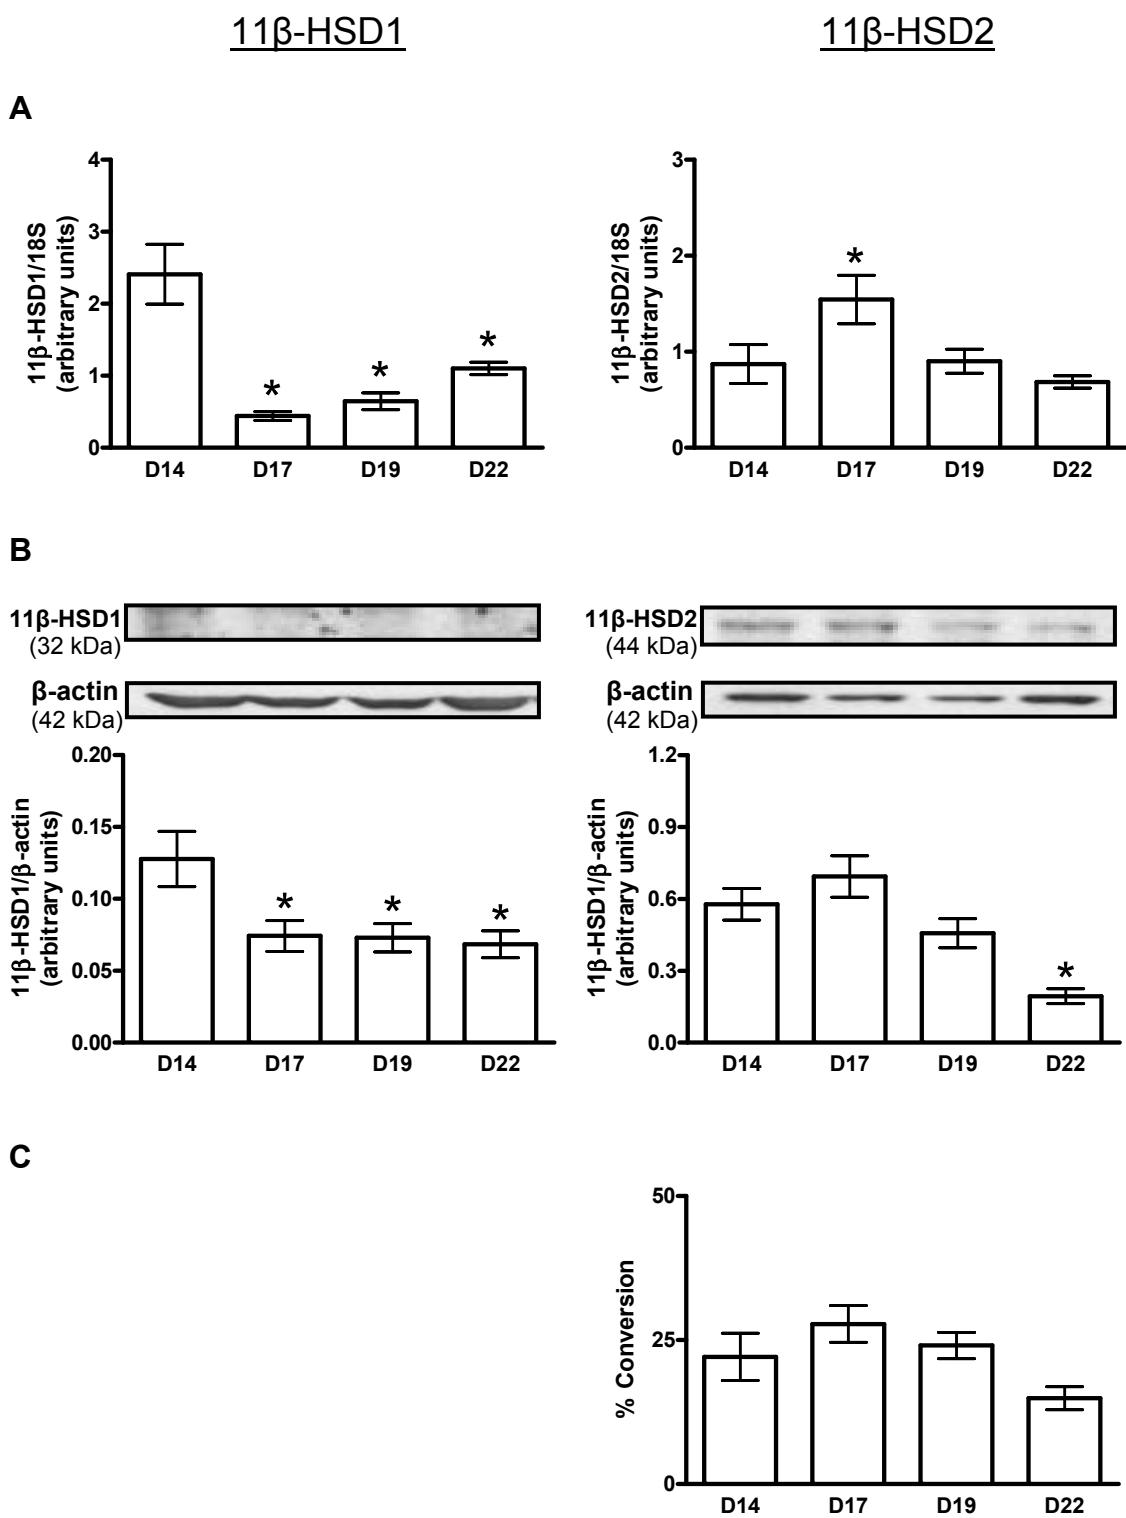 11β-HSD1
11β-HSD2
A
4
3
2
1
0
11β-HSD1/18S
(arbitrary units)
*
*
*
D14 D17 D19 D22
3
2
1
0
11β-HSD2/18S
(arbitrary units)
*
D14 D17 D19 D22
B
11β-HSD1
(32 kDa)
β-actin
(42 kDa)
0.20
0.15
0.10
0.05
0.00
11β-HSD1/β-actin
(arbitrary units)
*
*
*
D14 D17 D19 D22
11β-HSD2
(44 kDa)
β-actin
(42 kDa)
1.2
0.9
0.6
0.3
0.0
11β-HSD1/β-actin
(arbitrary units)
*
D14 D17 D19 D22
C
50
25
0
% Conversion
D14 D17 D19 D22